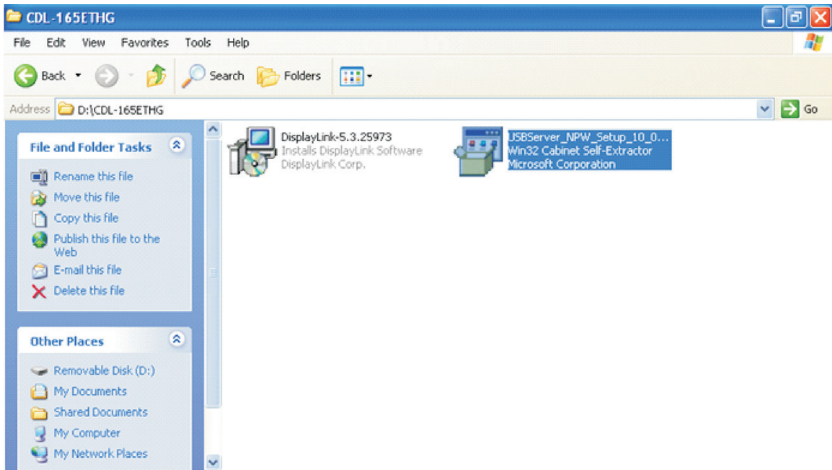 CDL-165ETHG
File Edit View Favorites Tools Help
Back Search Folders
Address D:\CDL-165ETHG Go
File and Folder Tasks
Rename this file
Move this file
Copy this file
Publish this file to the
Web
E-mail this file
Delete this file
Other Places
Removable Disk (D:)
My Documents
Shared Documents
My Computer
My Network Places
DisplayLink-5.3.25973
Installs DisplayLink Software
DisplayLink Corp.
USBServer_NPW_Setup_10_0...
Win32 Cabinet Self-Extractor
Microsoft Corporation